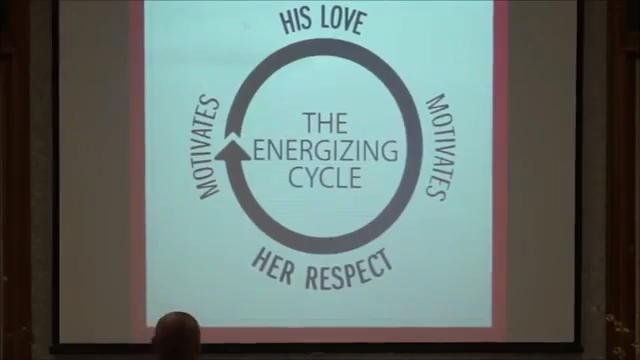 HIS LOVE
MOTIVATES
THE
ENERGIZING
CYCLE
MOTIVATES
HER RESPECT